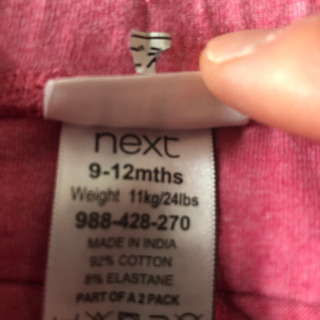 next
9-12mths
Weight 11kg/24lbs
988-428-270
MADE IN INDIA
92% COTTON
8% ELASTANE
PART OF A 2 PACK